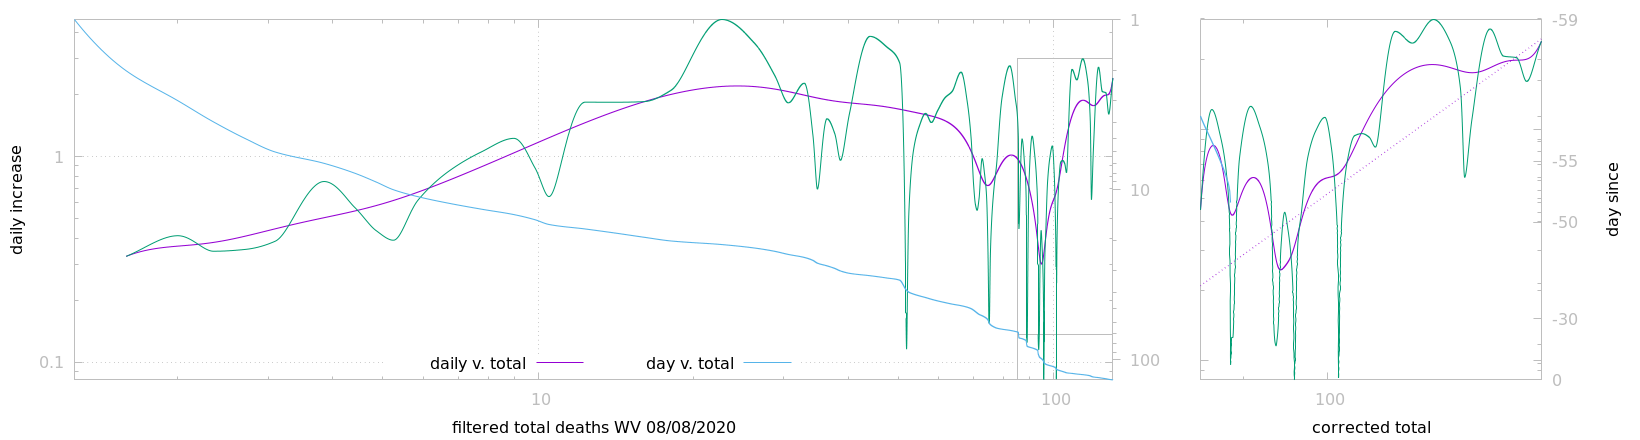 daily increase
1
0.1
daily v. total
day v. total
10
100
1
10
100
filtered total deaths WV 08/08/2020
-59
-55
-50
-30
0
day since
100
corrected total